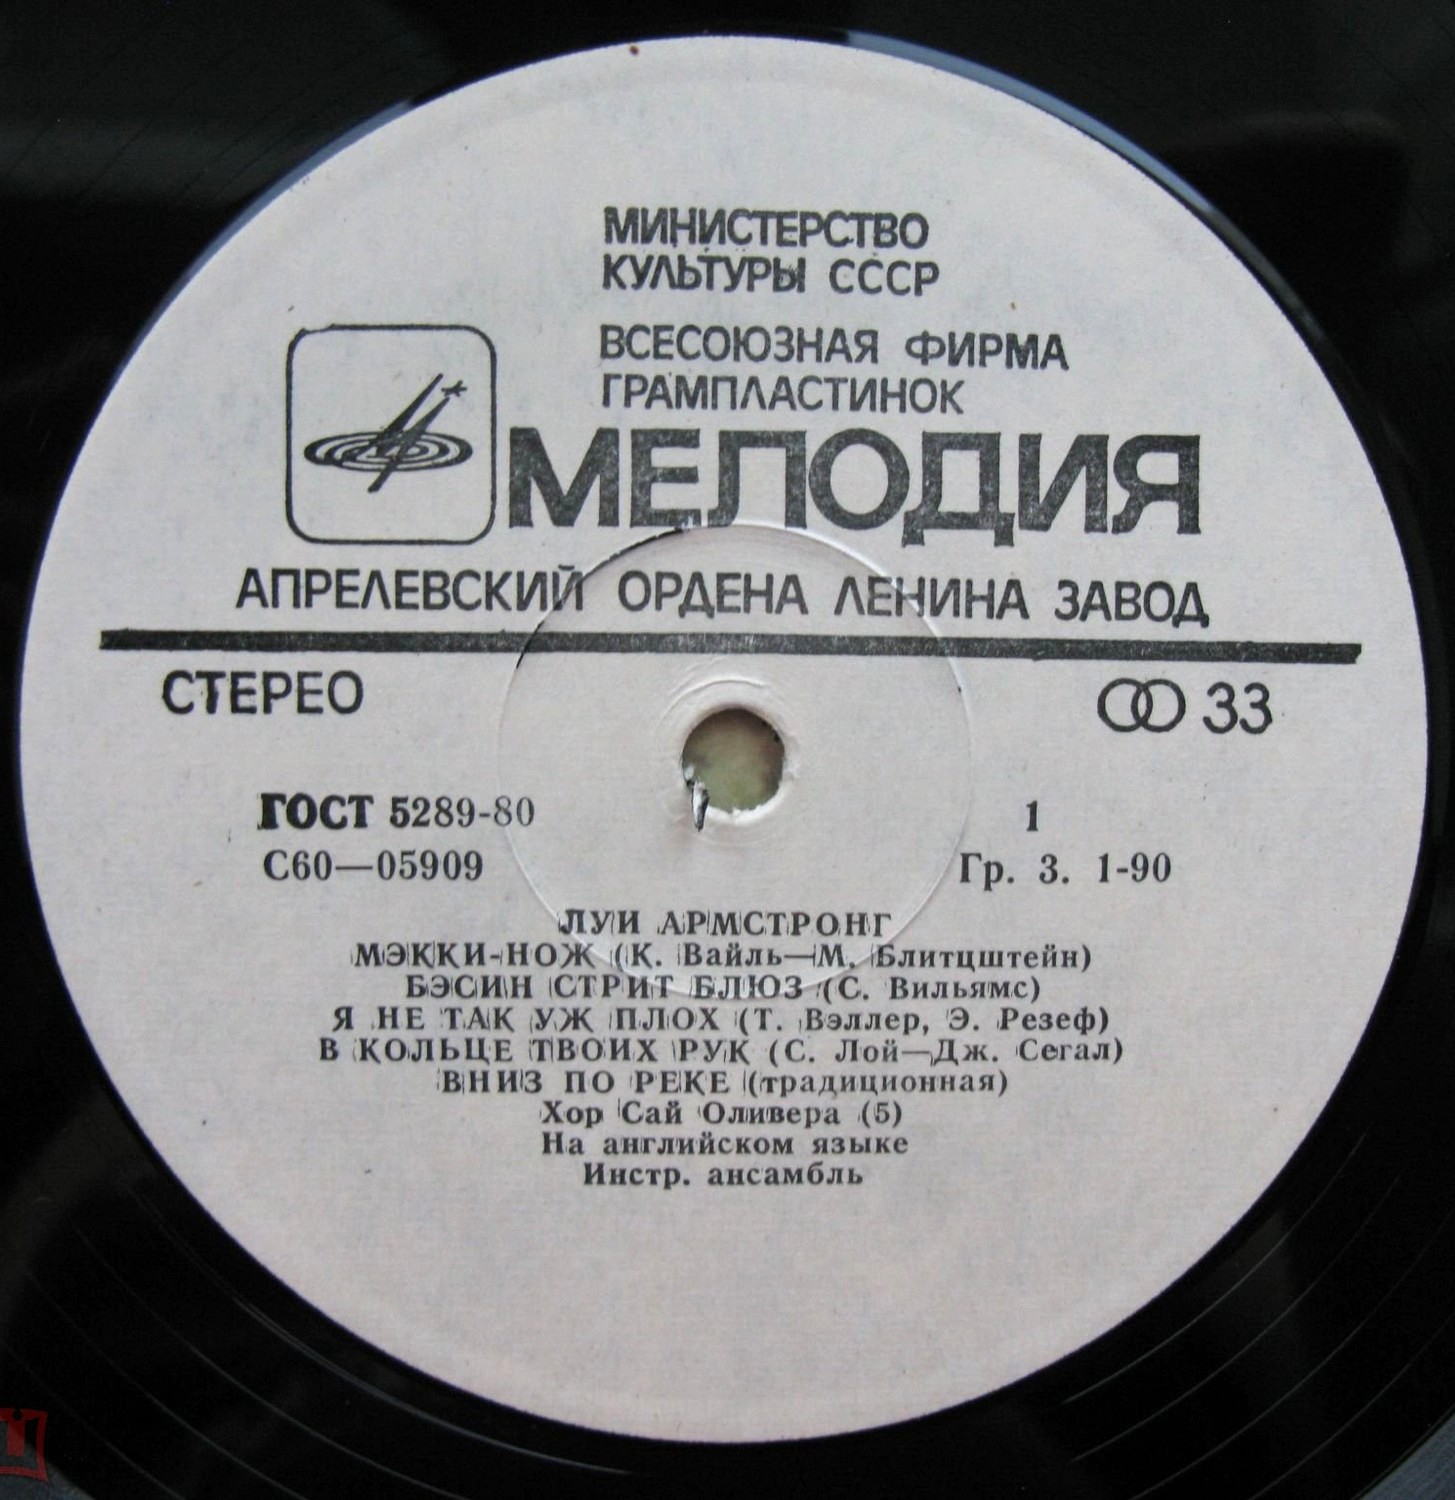 МИНИСТЕРСТВО
КУЛЬТУРЫ СССР
ВСЕСОЮЗНАЯ ФИРМА
ГРАМПЛАСТИНОК
МЕЛОДИЯ
АПРЕЛЕВСКИЙ ОРДЕНА ЛЕНИНА ЗАВОД
СТЕРЕО
33
ГОСТ 5289-80
1
С60—05909
Гр. 3. 1-90
ЛУИ АРМСТРОНГ
МЭККИ-НОЖ (К. Вайль—М. Блитцштейн)
БЭСИН СТРИТ БЛЮЗ (С. Вильямс)
Я НЕ ТАК УЖ ПЛОХ (Т. Вэллер, Э. Резеф)
В КОЛЬЦЕ ТВОИХ РУК (С. Лой—Дж. Сегал)
ВНИЗ ПО РЕКЕ (традиционная)
Хор Сай Оливера (5)
На английском языке
Инстр. ансамбль